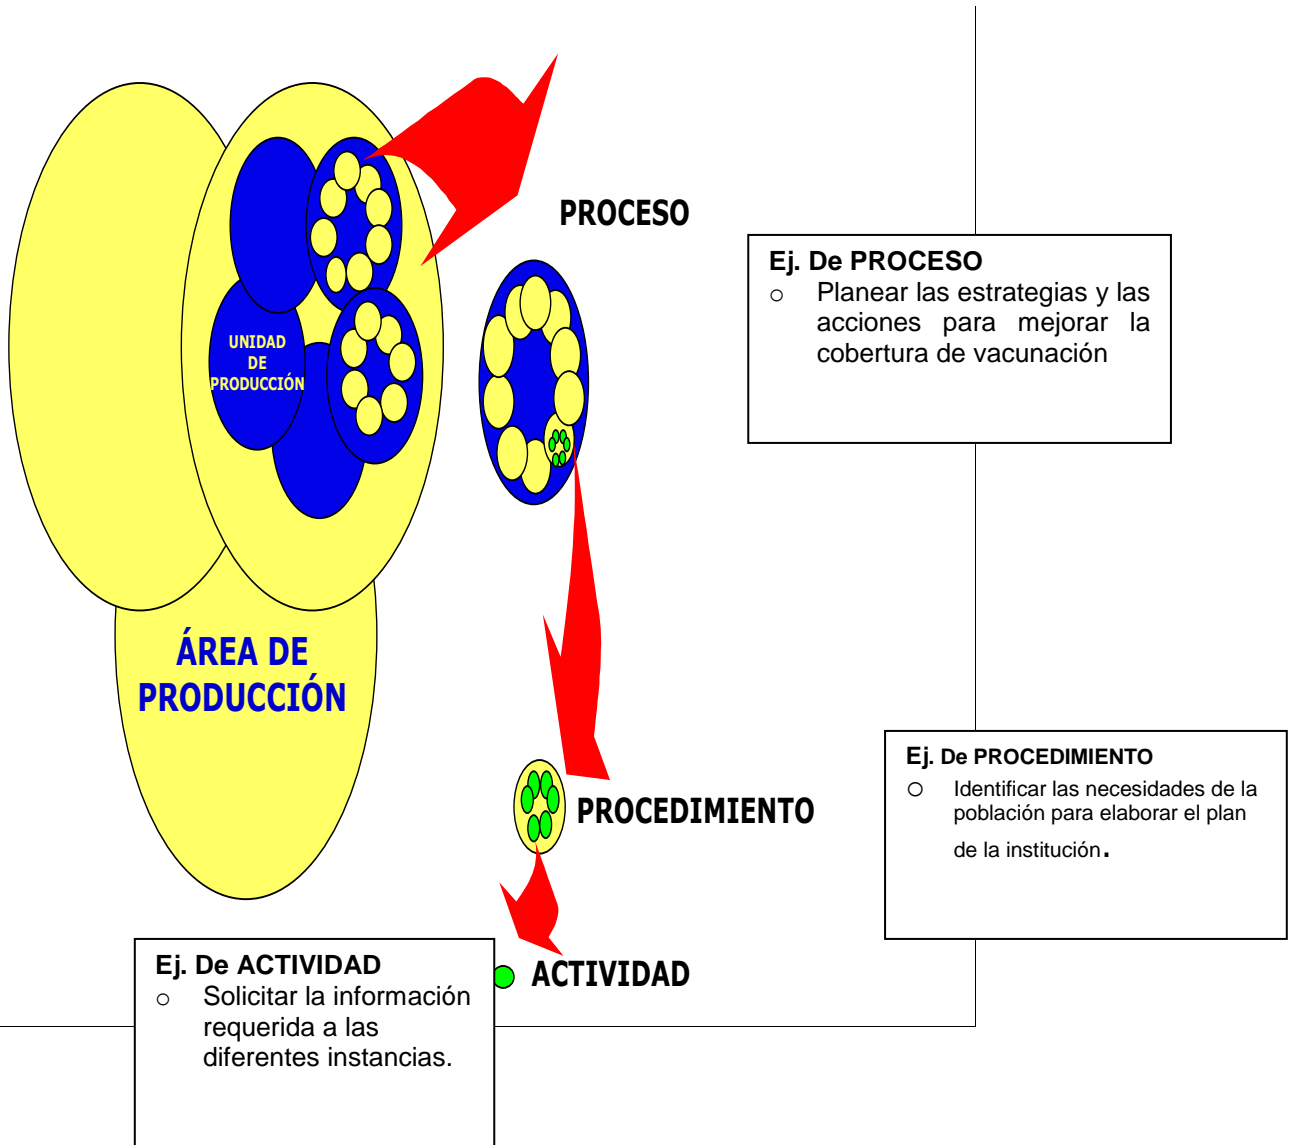 PROCESO
Ej. De PROCESO
○ Planear las estrategias y las
acciones para mejorar la
cobertura de vacunación
UNIDAD
DE
PRODUCCIÓN
ÁREA DE
PRODUCCIÓN
PROCEDIMIENTO
Ej. De PROCEDIMIENTO
○ Identificar las necesidades de la
población para elaborar el plan
de la institución.
ACTIVIDAD
Ej. De ACTIVIDAD
○ Solicitar la información
requerida a las
diferentes instancias.